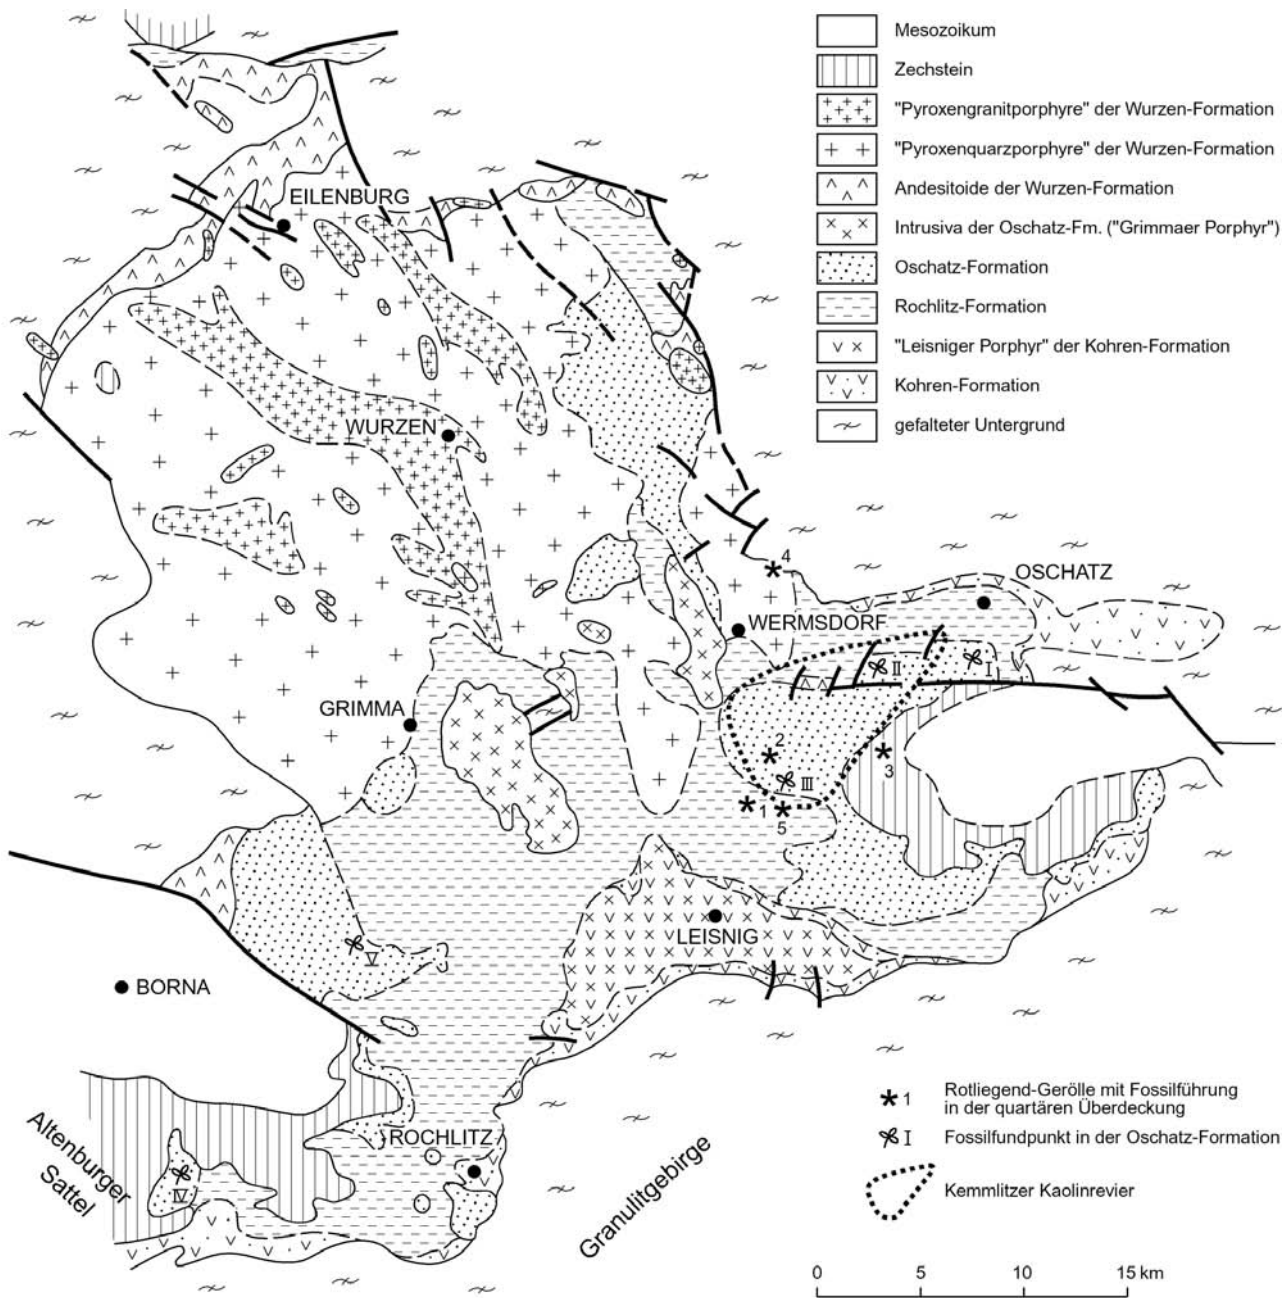 Mesozoikum
Zechstein
"Pyroxengranitporphyre" der Wurzen-Formation
"Pyroxenquarzporphyre" der Wurzen-Formation
Andesitoide der Wurzen-Formation
Intrusiva der Oschatz-Fm. ("Grimmaer Porphyr")
Oschatz-Formation
Rochlitz-Formation
"Leisniger Porphyr" der Kohren-Formation
Kohren-Formation
gefalteter Untergrund
EILENBURG
WURZEN
4
OSCHATZ
WERMSDORF
II
I
GRIMMA
2
3
III
1
5
LEISNIG
V
BORNA
ROCHLITZ
Altenburger
Sattel
IV
Granulitgebirge
1 Rotliegend-Gerölle mit Fossilführung
in der quartären Überdeckung
I Fossilfundpunkt in der Oschatz-Formation
Kemmlitzer Kaolinrevier
0 5 10 15 km